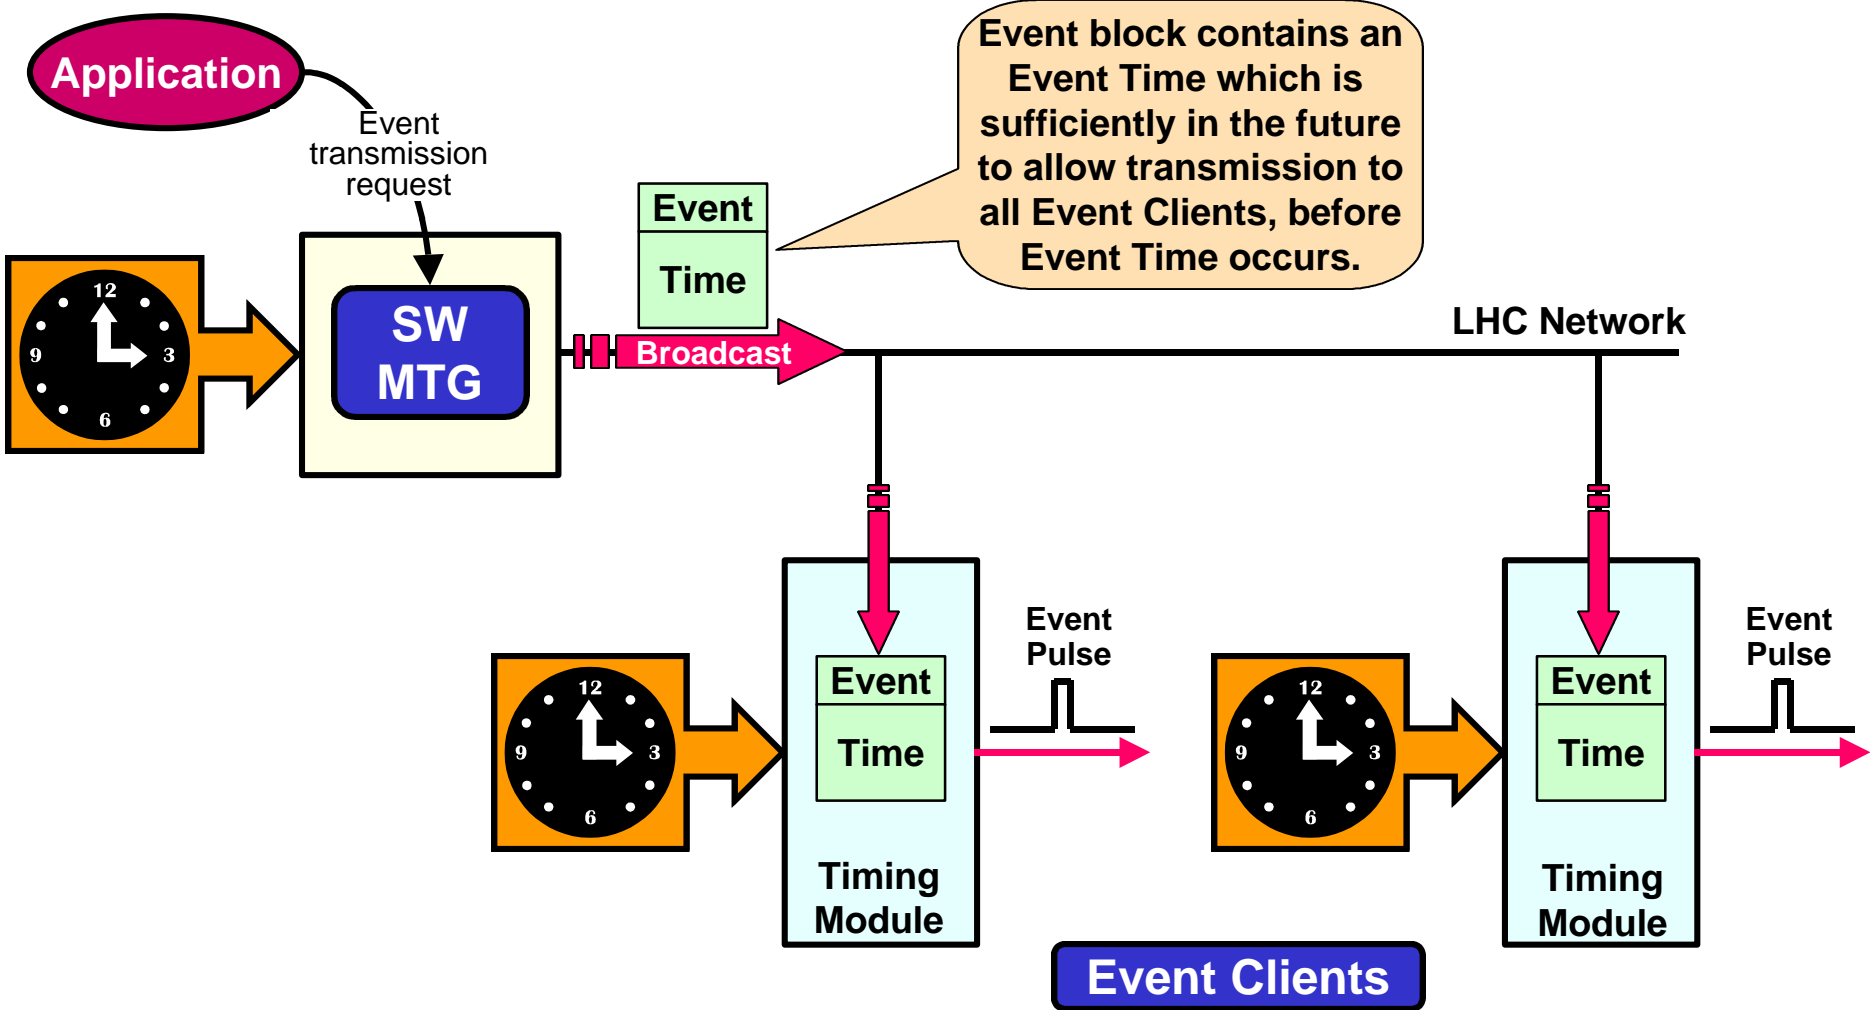 Application
Event
transmission
request
Event
Time
Event block contains an
Event Time which is
sufficiently in the future
to allow transmission to
all Event Clients, before
Event Time occurs.
12
9
3
6
SW
MTG
Broadcast
LHC Network
12
9
3
6
Event
Time
Timing
Module
Event
Pulse
12
9
3
6
Event
Time
Timing
Module
Event
Pulse
Event Clients